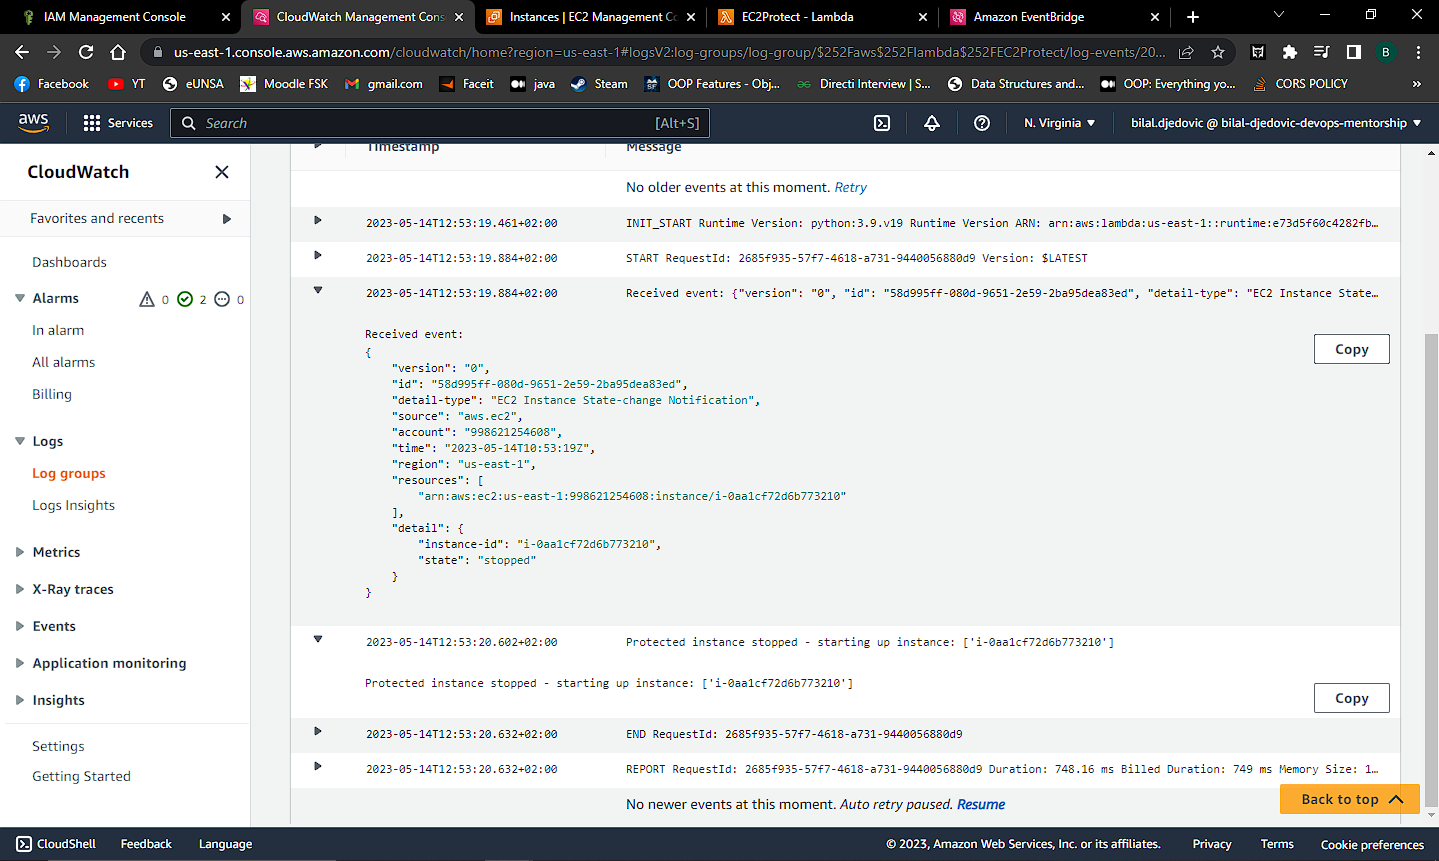 IAM Management Console
CloudWatch Management Cons
Instances | EC2 Management Co
EC2Protect - Lambda
Amazon EventBridge
us-east-1.console.aws.amazon.com/cloudwatch/home?region=us-east-1#logsV2:log-groups/log-group/$252Faws$252Flambda$252FEC2Protect/log-events/20...
B
Facebook
YT
eUNSA
Moodle FSK
gmail.com
Faceit
java
Steam
OOP Features - Obj...
Directi Interview | S...
Data Structures and...
OOP: Everything yo...
CORS POLICY
»
aws
Services
Search
[Alt+S]
N. Virginia
bilal.djedovic @ bilal-djedovic-devops-mentorship
CloudWatch
Favorites and recents
Dashboards
Alarms 0 2 0
In alarm
All alarms
Billing
Logs
Log groups
Logs Insights
Metrics
X-Ray traces
Events
Application monitoring
Insights
Settings
Getting Started
Timestamp Message
No older events at this moment. Retry
2023-05-14T12:53:19.461+02:00 INIT_START Runtime Version: python:3.9.v19 Runtime Version ARN: arn:aws:lambda:us-east-1::runtime:e73d5f60c4282fb…
2023-05-14T12:53:19.884+02:00 START RequestId: 2685f935-57f7-4618-a731-9440056880d9 Version: $LATEST
2023-05-14T12:53:19.884+02:00 Received event: {"version": "0", "id": "58d995ff-080d-9651-2e59-2ba95dea83ed", "detail-type": "EC2 Instance State…
Received event:
{
"version": "0",
"id": "58d995ff-080d-9651-2e59-2ba95dea83ed",
"detail-type": "EC2 Instance State-change Notification",
"source": "aws.ec2",
"account": "998621254608",
"time": "2023-05-14T10:53:19Z",
"region": "us-east-1",
"resources": [
"arn:aws:ec2:us-east-1:998621254608:instance/i-0aa1cf72d6b773210"
],
"detail": {
"instance-id": "i-0aa1cf72d6b773210",
"state": "stopped"
}
}
Copy
2023-05-14T12:53:20.602+02:00 Protected instance stopped - starting up instance: ['i-0aa1cf72d6b773210']
Protected instance stopped - starting up instance: ['i-0aa1cf72d6b773210']
Copy
2023-05-14T12:53:20.632+02:00 END RequestId: 2685f935-57f7-4618-a731-9440056880d9
2023-05-14T12:53:20.632+02:00 REPORT RequestId: 2685f935-57f7-4618-a731-9440056880d9 Duration: 748.16 ms Billed Duration: 749 ms Memory Size: 1…
No newer events at this moment. Auto retry paused. Resume
Back to top
CloudShell
Feedback
Language
© 2023, Amazon Web Services, Inc. or its affiliates.
Privacy
Terms
Cookie preferences